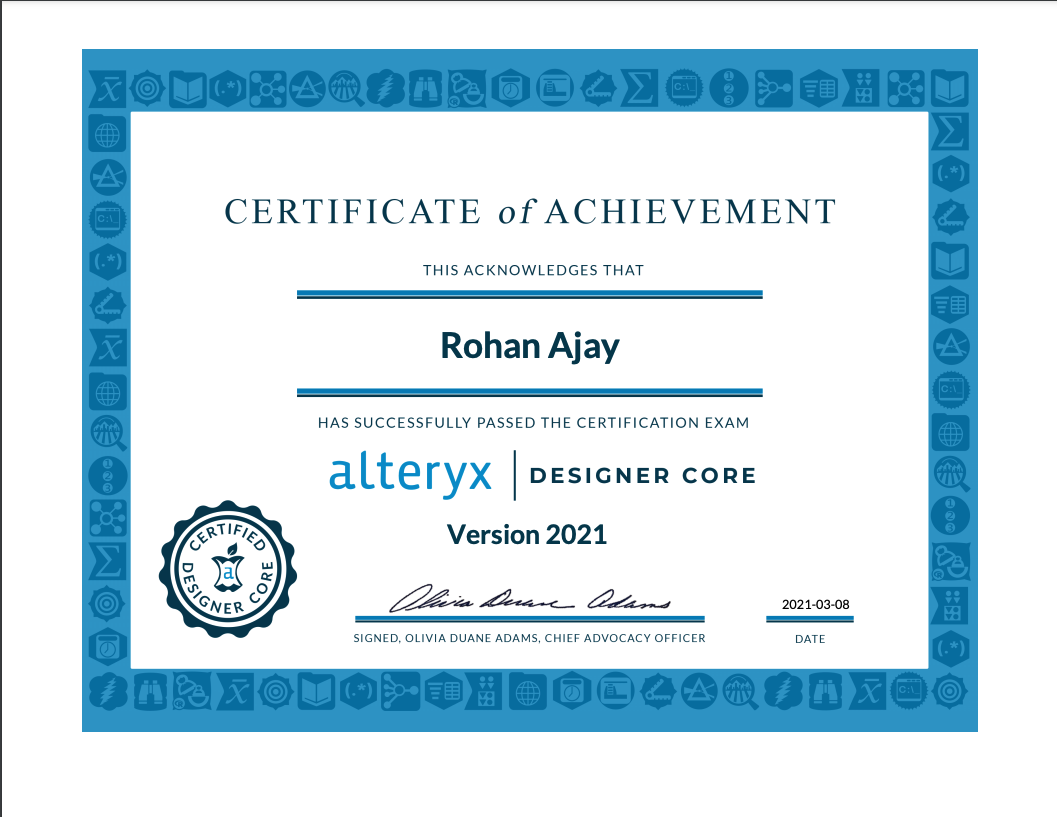 CERTIFICATE of ACHIEVEMENT
THIS ACKNOWLEDGES THAT
Rohan Ajay
HAS SUCCESSFULLY PASSED THE CERTIFICATION EXAM
alteryx | DESIGNER CORE
Version 2021
CERTIFIED
a
DESIGNER CORE
Olivia Duane Adams
2021-03-08
SIGNED, OLIVIA DUANE ADAMS, CHIEF ADVOCACY OFFICER
DATE